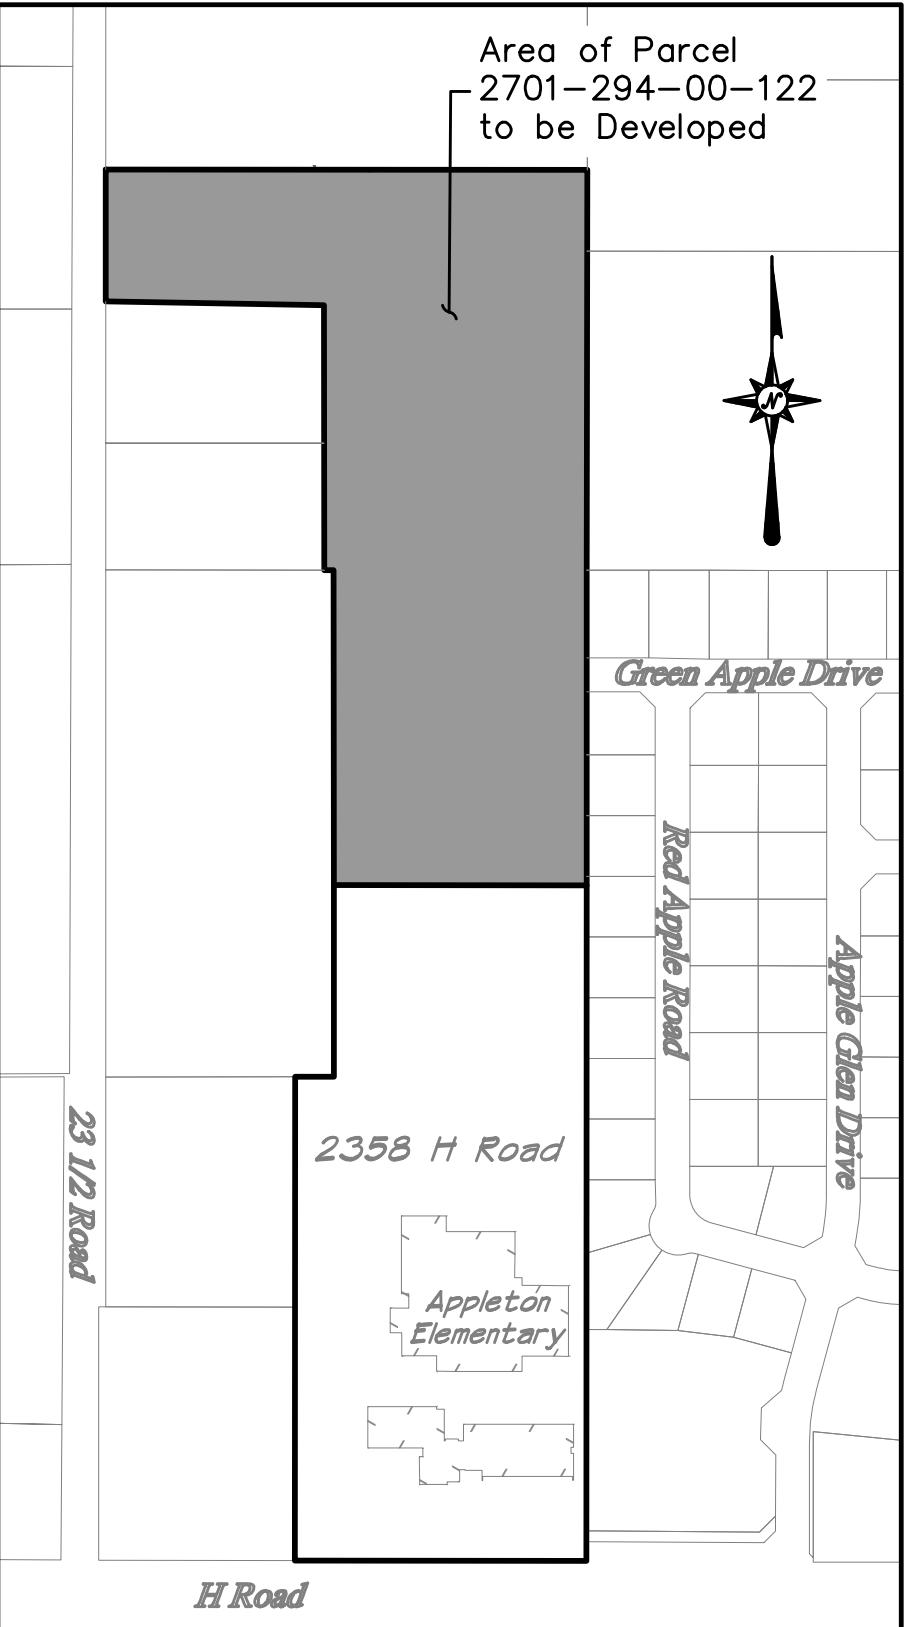 Area of Parcel
2701-294-00-122
to be Developed
N
Green Apple Drive
Red Apple Road
Apple Glen Drive
23 1/2 Road
2358 H Road
Appleton
Elementary
H Road